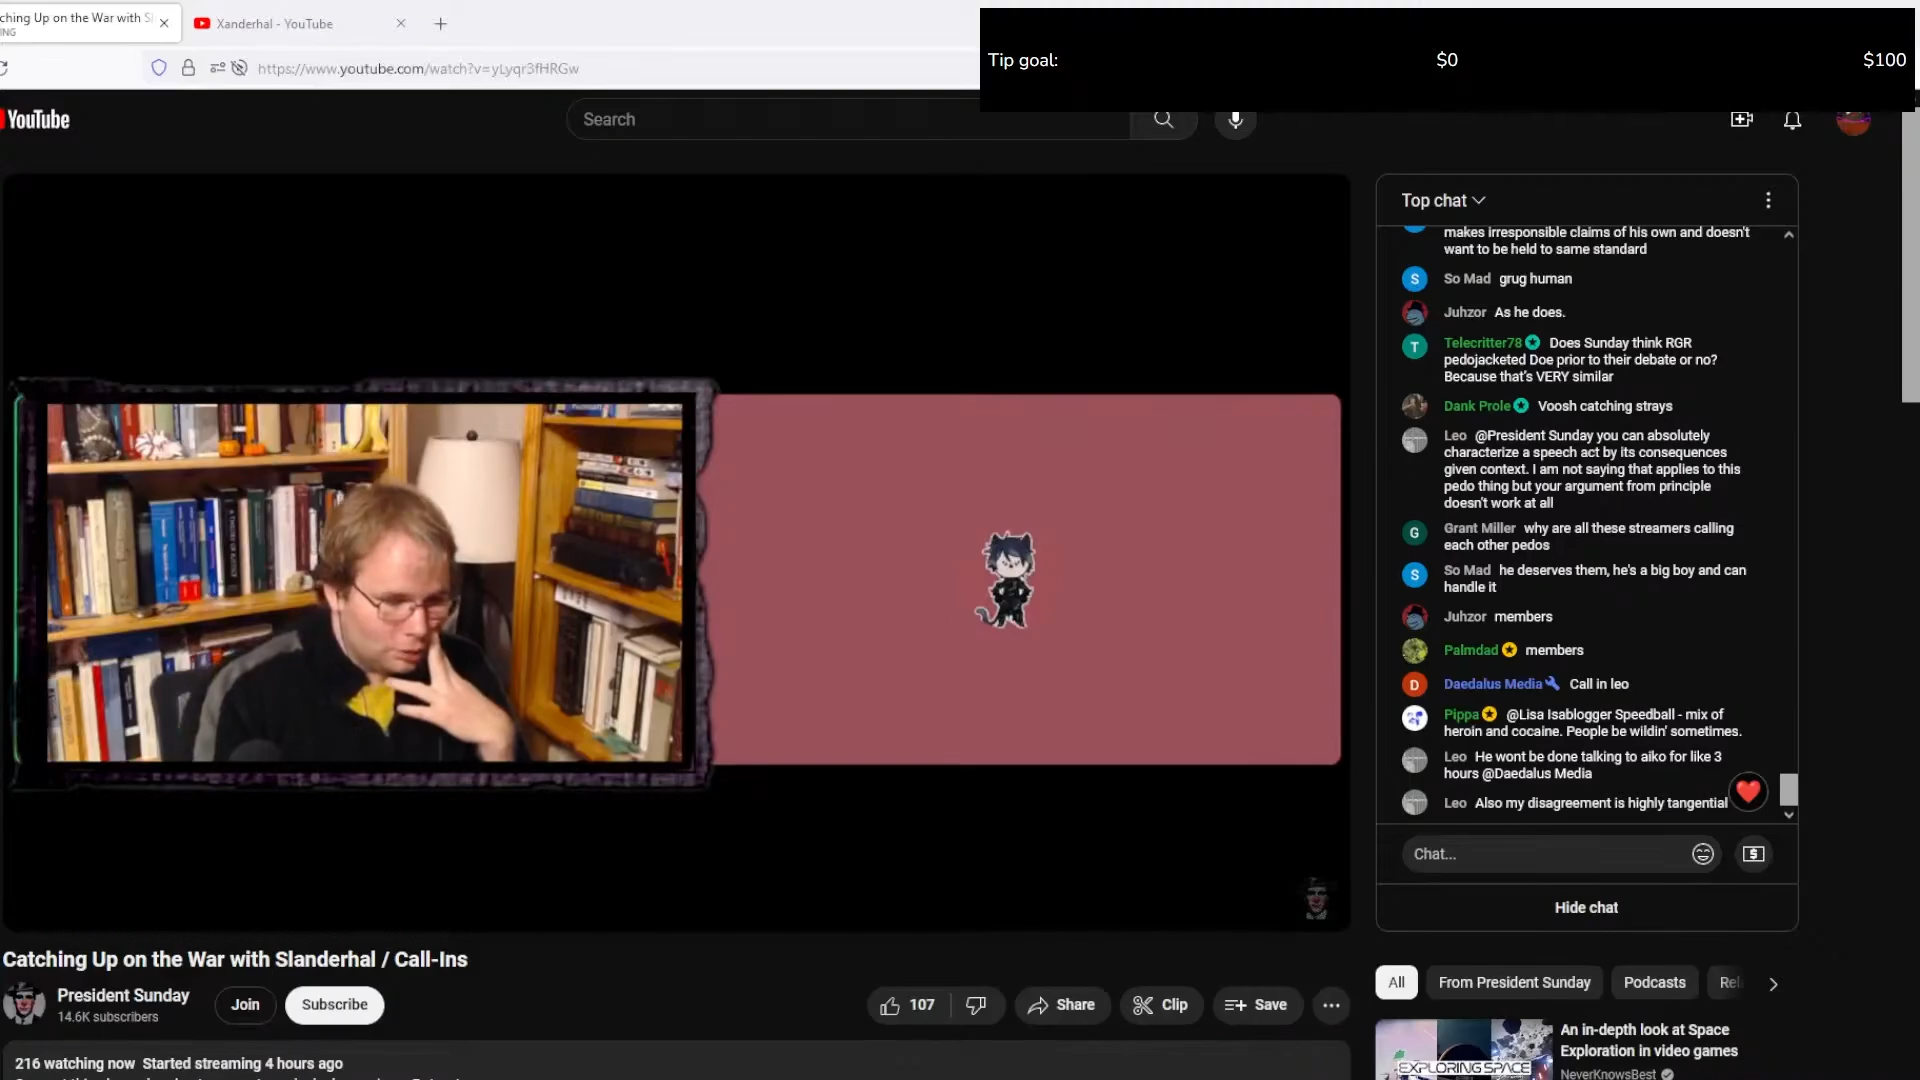 ching Up on the War with S
ING
Xanderhal - YouTube
https://www.youtube.com/watch?v=yLyqr3fHRGw
Tip goal:
$0
$100
YouTube
Search
Top chat
makes irresponsible claims of his own and doesn't
want to be held to same standard
So Mad grug human
Juhzor As he does.
Telecritter78 Does Sunday think RGR
pedojacketed Doe prior to their debate or no?
Because that's VERY similar
Dank Prole Voosh catching strays
Leo @President Sunday you can absolutely
characterize a speech act by its consequences
given context. I am not saying that applies to this
pedo thing but your argument from principle
doesn't work at all
Grant Miller why are all these streamers calling
each other pedos
So Mad he deserves them, he's a big boy and can
handle it
Juhzor members
Palmdad members
Daedalus Media Call in leo
Pippa @Lisa Isablogger Speedball - mix of
heroin and cocaine. People be wildin' sometimes.
Leo He wont be done talking to aiko for like 3
hours @Daedalus Media
Leo Also my disagreement is highly tangential
Chat...
Hide chat
Catching Up on the War with Slanderhal / Call-Ins
President Sunday
14.6K subscribers
Join
Subscribe
107
Share
Clip
Save
216 watching now Started streaming 4 hours ago
All
From President Sunday
Podcasts
Rel
EXPLORING SPACE
An in-depth look at Space
Exploration in video games
NeverKnowsBest